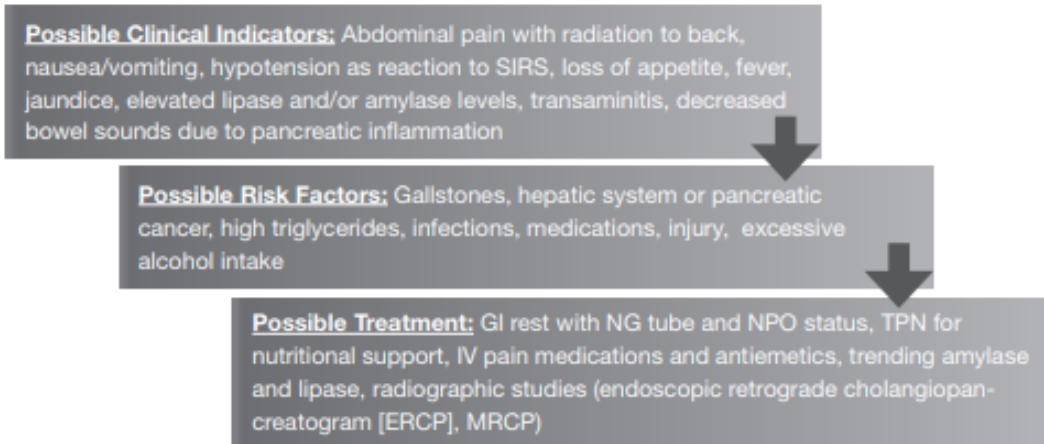 Possible Clinical Indicators: Abdominal pain with radiation to back,
nausea/vomiting, hypotension as reaction to SIRS, loss of appetite, fever,
jaundice, elevated lipase and/or amylase levels, transaminitis, decreased
bowel sounds due to pancreatic inflammation
Possible Risk Factors: Gallstones, hepatic system or pancreatic
cancer, high triglycerides, infections, medications, injury, excessive
alcohol intake
Possible Treatment: GI rest with NG tube and NPO status, TPN for
nutritional support, IV pain medications and antiemetics, trending amylase
and lipase, radiographic studies (endoscopic retrograde cholangiopan-
creatogram [ERCP], MRCP)